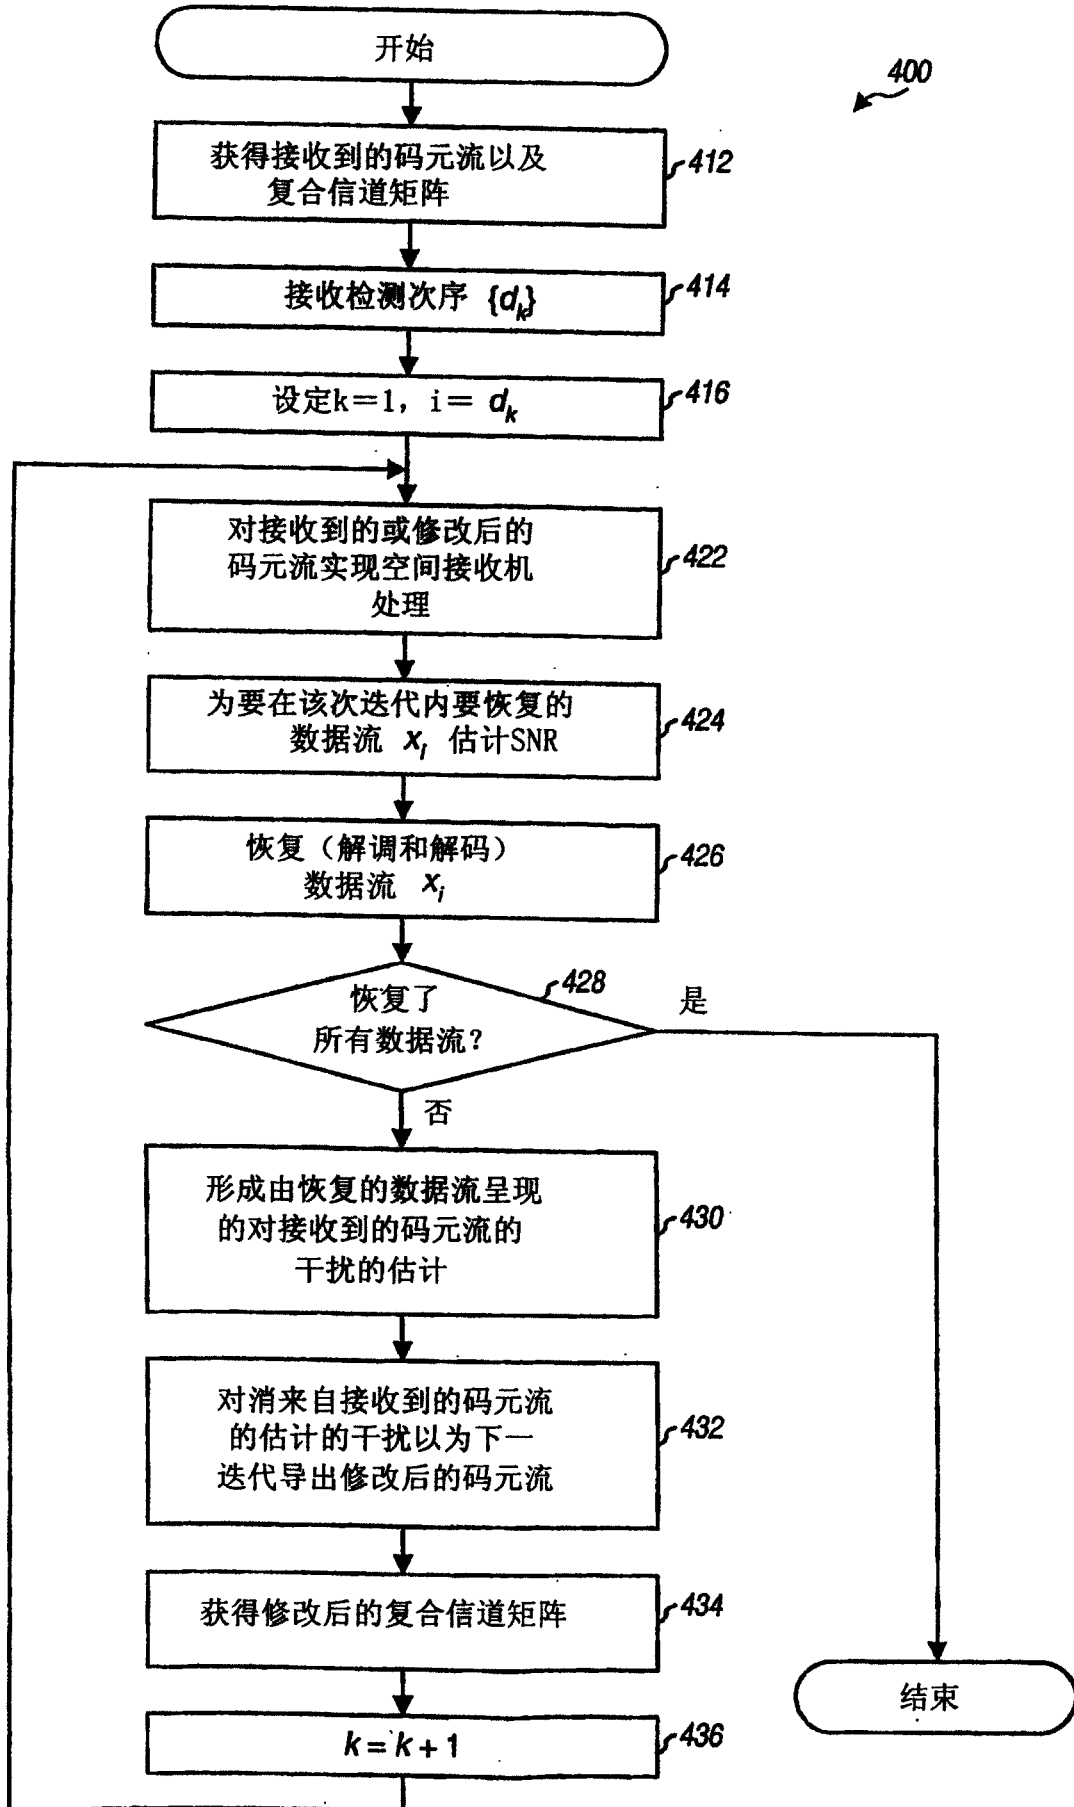 开始
400
获得接收到的码元流以及
复合信道矩阵
412
接收检测次序 {d_k}
414
设定k=1, i= d_k
416
对接收到的或修改后的
码元流实现空间接收机
处理
422
为要在该次迭代内要恢复的
数据流 x_i 估计SNR
424
恢复（解调和解码）
数据流 x_i
426
恢复了
所有数据流?
428
是
否
形成由恢复的数据流呈现
的对接收到的码元流的
干扰的估计
430
对消来自接收到的码元流
的估计的干扰以为下一
迭代导出修改后的码元流
432
获得修改后的复合信道矩阵
434
结束
k=k+1
436